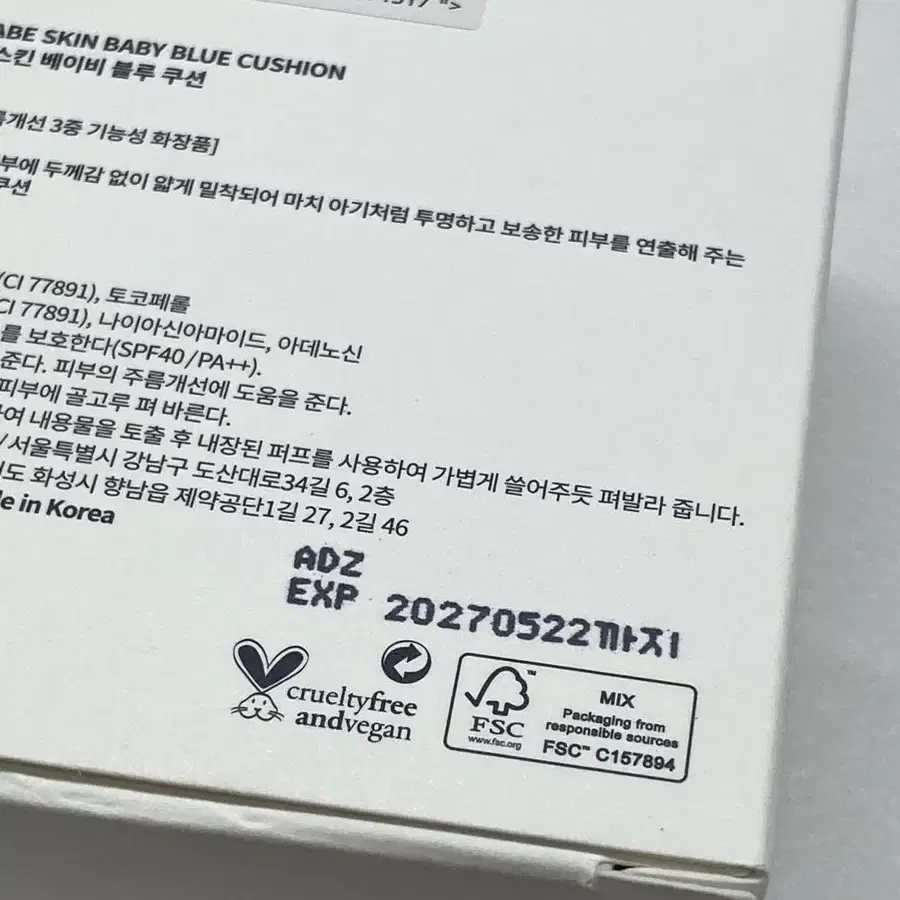 SKIN BABY BLUE CUSHION
스킨 베이비 블루 쿠션
개선 3중 기능성 화장품]
부에 두께감 없이 얇게 밀착되어 마치 아기처럼 투명하고 보송한 피부를 연출해 주는
쿠션
(CI 77891), 토코페롤
CI 77891), 나이아신아마이드, 아데노신
를 보호한다(SPF40/PA++).
준다. 피부의 주름개선에 도움을 준다.
피부에 골고루 펴 바른다.
여 내용물을 토출 후 내장된 퍼프를 사용하여 가볍게 쓸어주듯 펴발라 줍니다.
/서울특별시 강남구 도산대로34길 6, 2층
도 화성시 향남읍 제약공단1길 27, 2길 46
in Korea
ADZ
EXP 20270522까지
crueltyfree
andvegan
FSC™
www.fsc.org
MIX
Packaging from
responsible sources
FSC™ C157894